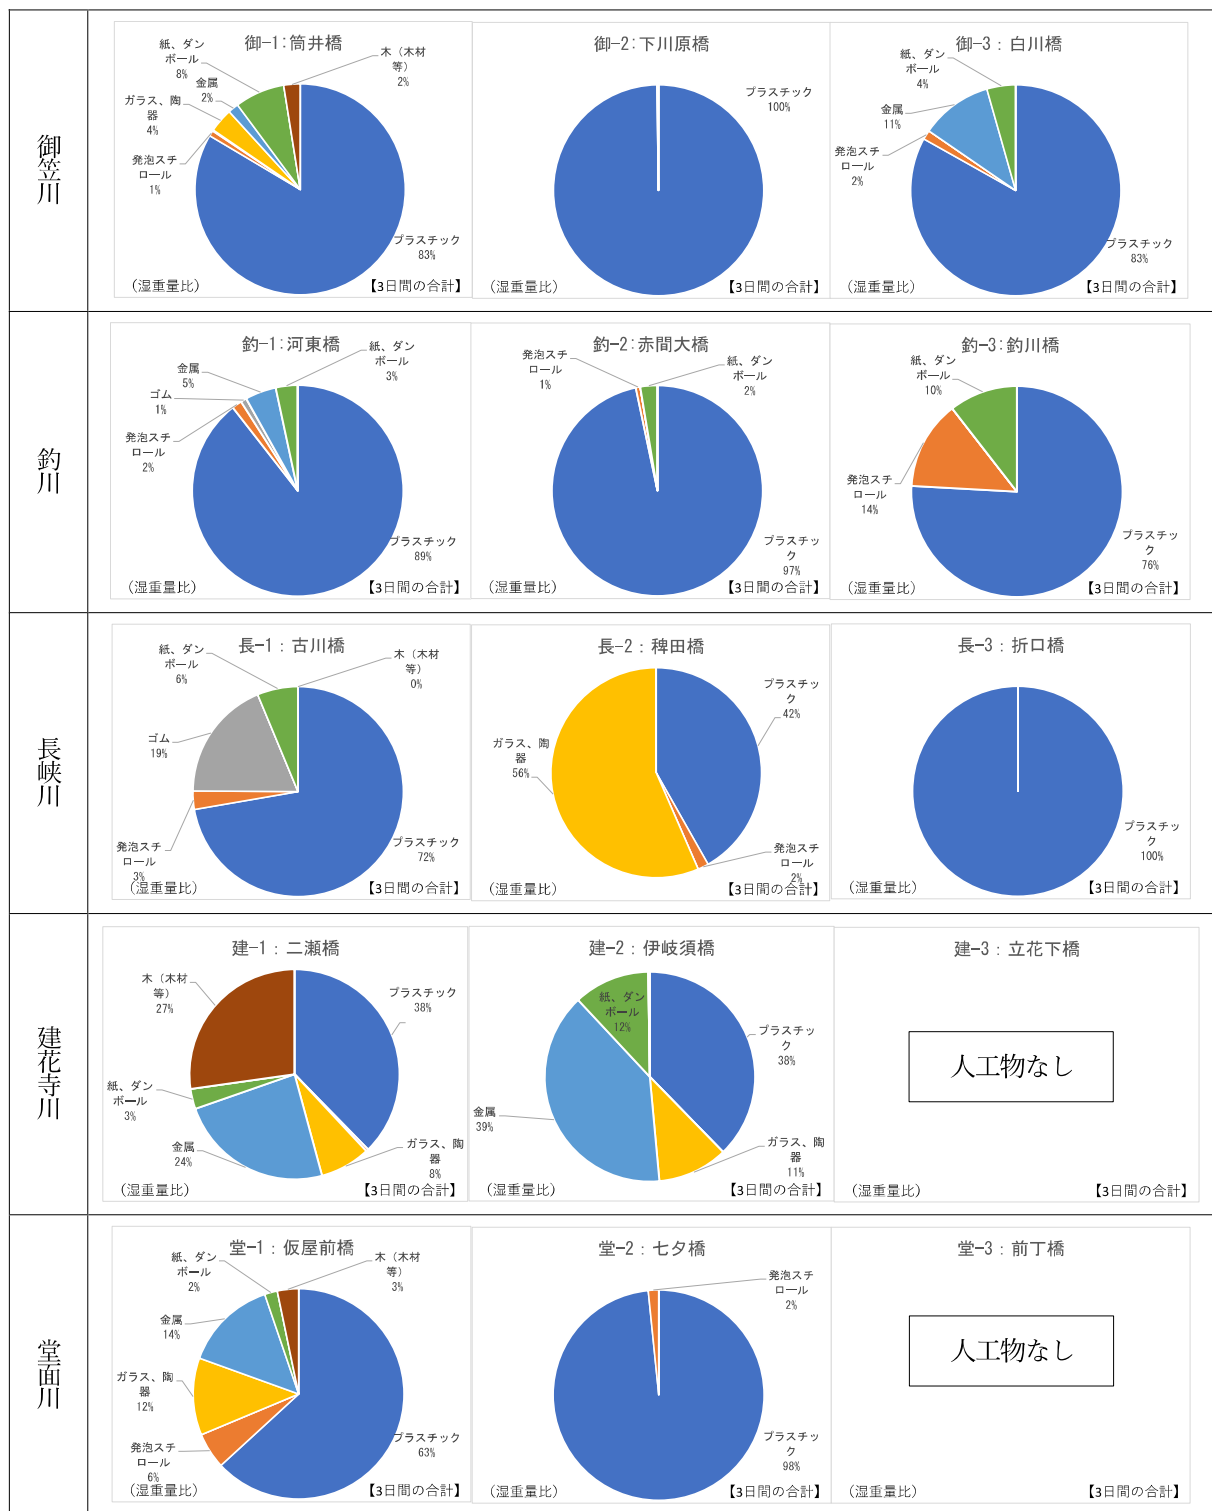 御笠川
御-1:筒井橋
紙、ダン
ボール
8%
木（木材
等）
2%
金属
2%
ガラス、陶
器
4%
発泡スチ
ロール
1%
プラスチック
83%
（湿重量比）
【3日間の合計】
御-2:下川原橋
プラスチック
100%
（湿重量比）
【3日間の合計】
御-3：白川橋
紙、ダン
ボール
4%
金属
11%
発泡スチ
ロール
2%
プラスチック
83%
（湿重量比）
【3日間の合計】
釣川
釣-1:河東橋
紙、ダン
ボール
3%
金属
5%
ゴム
1%
発泡スチ
ロール
2%
プラスチック
89%
（湿重量比）
【3日間の合計】
釣-2:赤間大橋
発泡スチ
ロール
1%
紙、ダン
ボール
2%
プラスチッ
ク
97%
（湿重量比）
【3日間の合計】
釣-3:釣川橋
紙、ダン
ボール
10%
発泡スチ
ロール
14%
プラスチッ
ク
76%
（湿重量比）
【3日間の合計】
長峡川
長-1：古川橋
紙、ダン
ボール
6%
木（木材
等）
0%
ゴム
19%
発泡スチ
ロール
3%
プラスチック
72%
（湿重量比）
【3日間の合計】
長-2：稗田橋
プラスチッ
ク
42%
ガラス、陶
器
56%
発泡スチ
ロール
2%
（湿重量比）
【3日間の合計】
長-3：折口橋
プラスチッ
ク
100%
（湿重量比）
【3日間の合計】
建花寺川
建-1：二瀬橋
木（木材
等）
27%
プラスチック
38%
紙、ダン
ボール
3%
金属
24%
ガラス、陶
器
8%
（湿重量比）
【3日間の合計】
建-2：伊岐須橋
紙、ダン
ボール
12%
プラスチッ
ク
38%
金属
39%
ガラス、陶
器
11%
（湿重量比）
【3日間の合計】
建-3：立花下橋
人工物なし
（湿重量比）
【3日間の合計】
堂面川
堂-1：仮屋前橋
紙、ダン
ボール
2%
木（木材
等）
3%
金属
14%
ガラス、陶
器
12%
発泡スチ
ロール
6%
プラスチック
63%
（湿重量比）
【3日間の合計】
堂-2：七夕橋
発泡スチ
ロール
2%
プラスチッ
ク
98%
（湿重量比）
【3日間の合計】
堂-3：前丁橋
人工物なし
（湿重量比）
【3日間の合計】